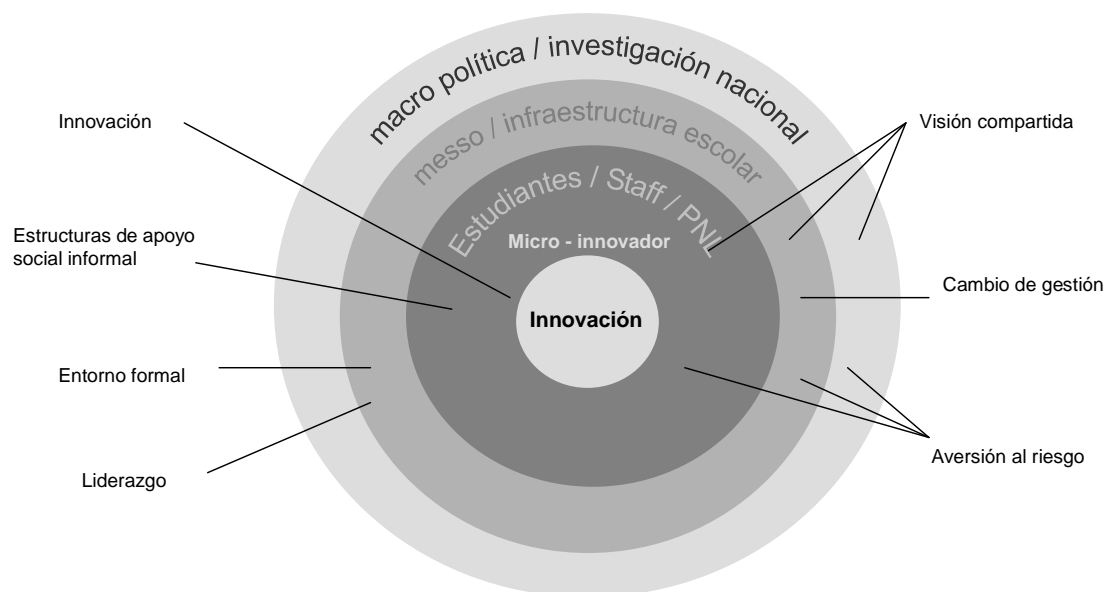 macro política / investigación nacional
messo / infraestructura escolar
Estudiantes / Staff / PNL
Micro - innovador
Innovación
Innovación
Estructuras de apoyo
social informal
Entorno formal
Liderazgo
Visión compartida
Cambio de gestión
Aversión al riesgo